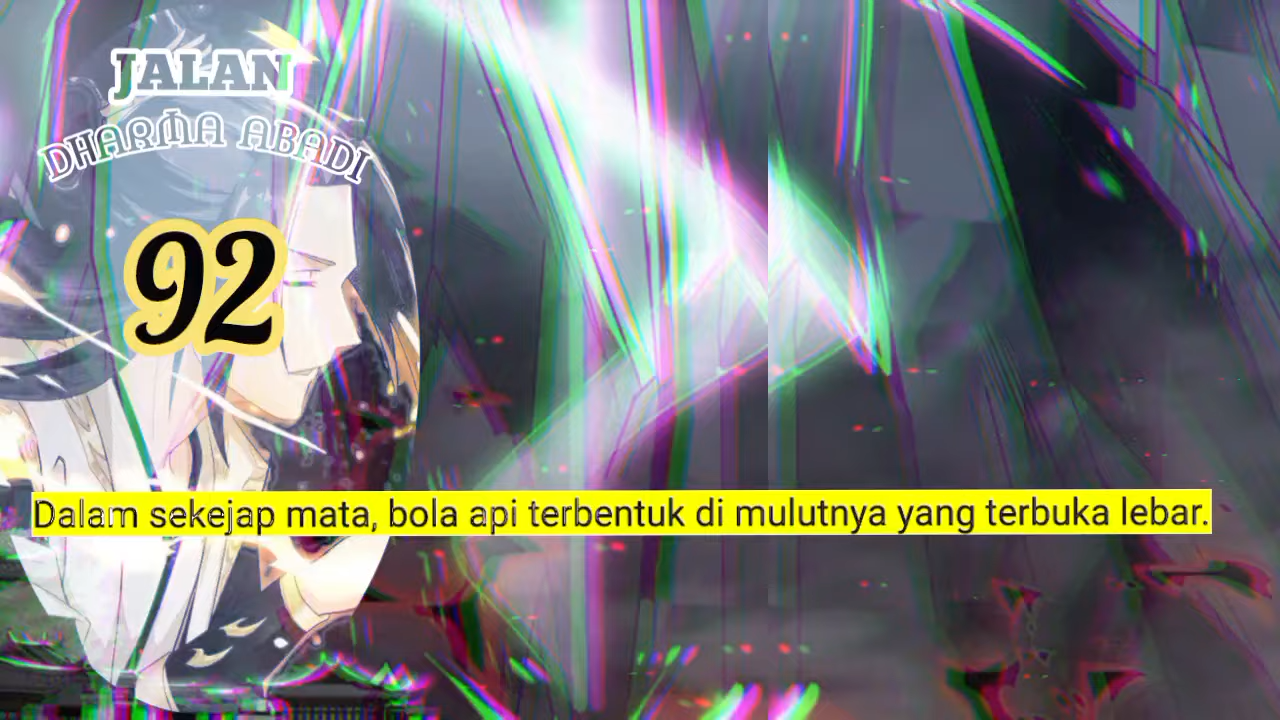 JALAN
DHARMA ABADI
92
Dalam sekejap mata, bola api terbentuk di mulutnya yang terbuka lebar.